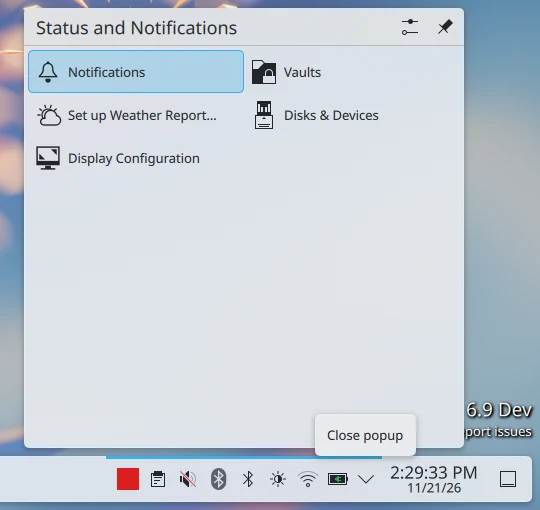 Status and Notifications
Notifications
Vaults
Set up Weather Report...
Disks & Devices
Display Configuration
6.9 Dev
port issues
Close popup
2:29:33 PM
11/21/26